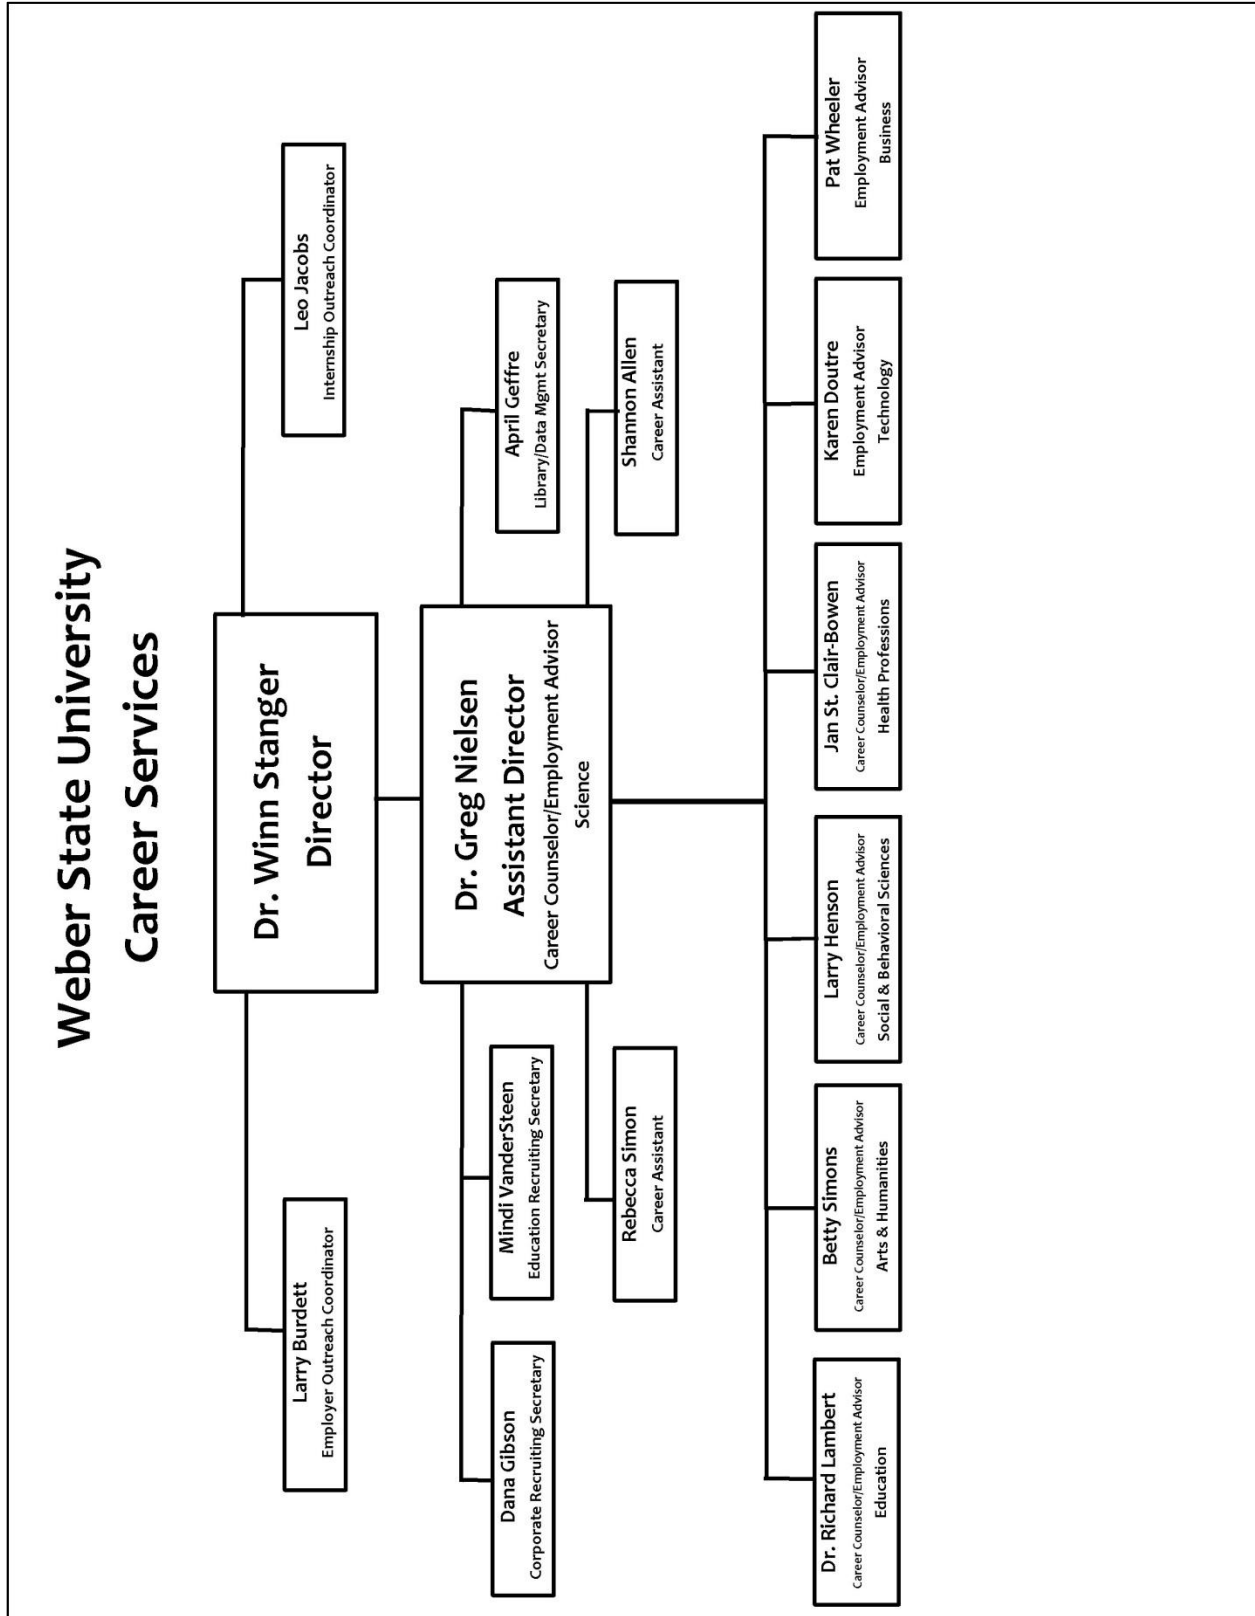 Weber State University
Career Services
Dr. Winn Stanger
Director
Larry Burdett
Employer Outreach Coordinator
Leo Jacobs
Internship Outreach Coordinator
Dr. Greg Nielsen
Assistant Director
Career Counselor/Employment Advisor
Science
Dana Gibson
Corporate Recruiting Secretary
Mindi VanderSteen
Education Recruiting Secretary
April Geffre
Library/Data Mgmt Secretary
Rebecca Simon
Career Assistant
Shannon Allen
Career Assistant
Dr. Richard Lambert
Career Counselor/Employment Advisor
Education
Betty Simons
Career Counselor/Employment Advisor
Arts & Humanities
Larry Henson
Career Counselor/Employment Advisor
Social & Behavioral Sciences
Jan St. Clair-Bowen
Career Counselor/Employment Advisor
Health Professions
Karen Doutre
Employment Advisor
Technology
Pat Wheeler
Employment Advisor
Business